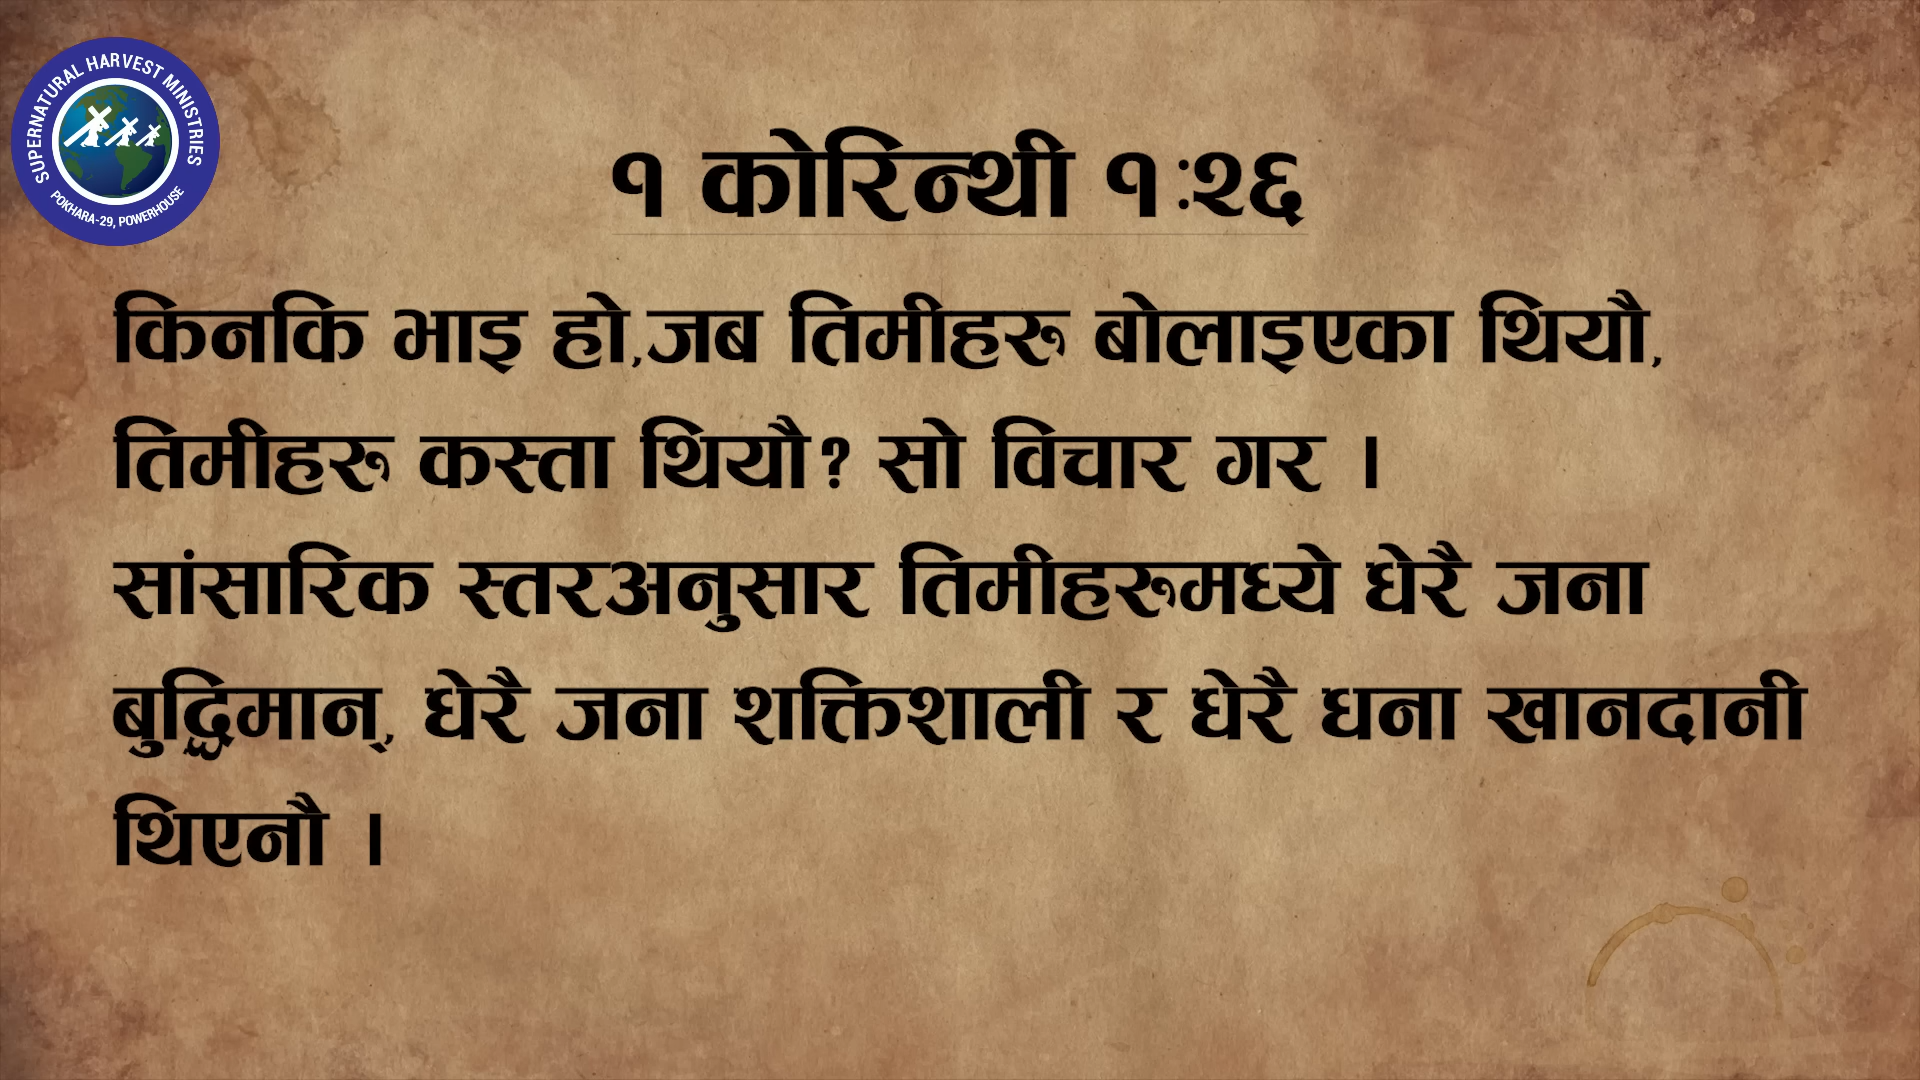 SUPERNATURAL HARVEST MINISTRIES
POKHARA-29, POWERHOUSE
१ कोरिन्थी १:२६
किनकि भाइ हो,जब तिमीहरु बोलाइएका थियौ,
तिमीहरु कस्ता थियौ? सो विचार गर ।
सांसारिक स्तरअनुसार तिमीहरुमध्ये धेरै जना
बुद्धिमान्, धेरै जना शक्तिशाली र धेरै धना खानदानी
थिएनौ ।